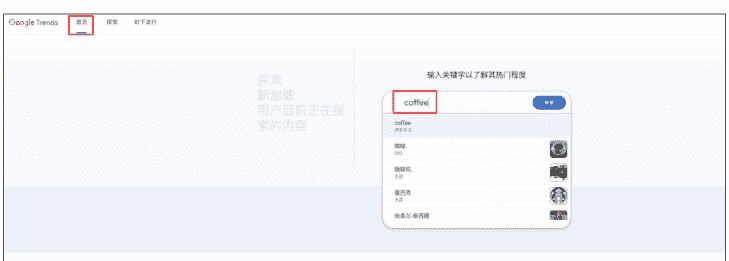 Google Trends 首页 探索 时下流行
输入关键字以了解其热门程度
探索
新加坡
用户目前正在搜
索的内容
coffee
探索
coffee
搜索字词
咖啡
饮料
咖啡机
主题
星巴克
主题